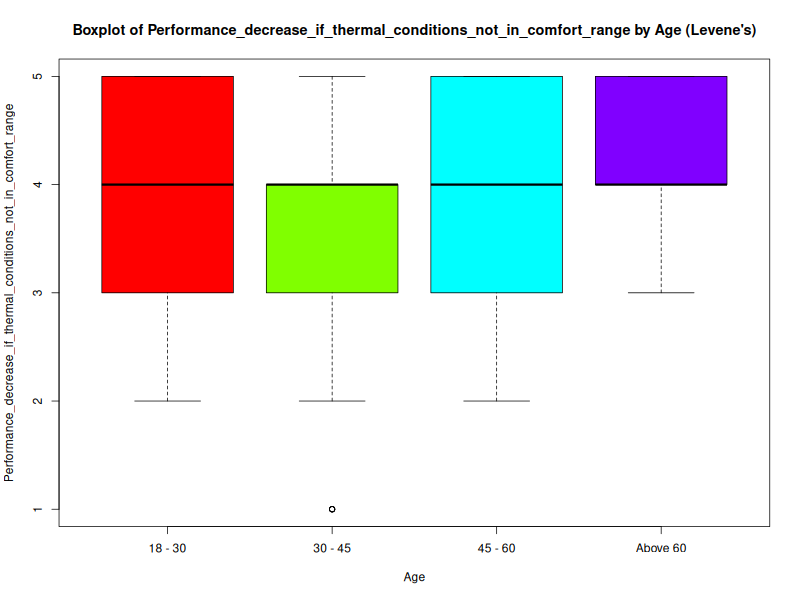 Boxplot of Performance_decrease_if_thermal_conditions_not_in_comfort_range by Age (Levene's)
Performance_decrease_if_thermal_conditions_not_in_comfort_range
5
4
3
2
1
18 - 30
30 - 45
45 - 60
Above 60
Age